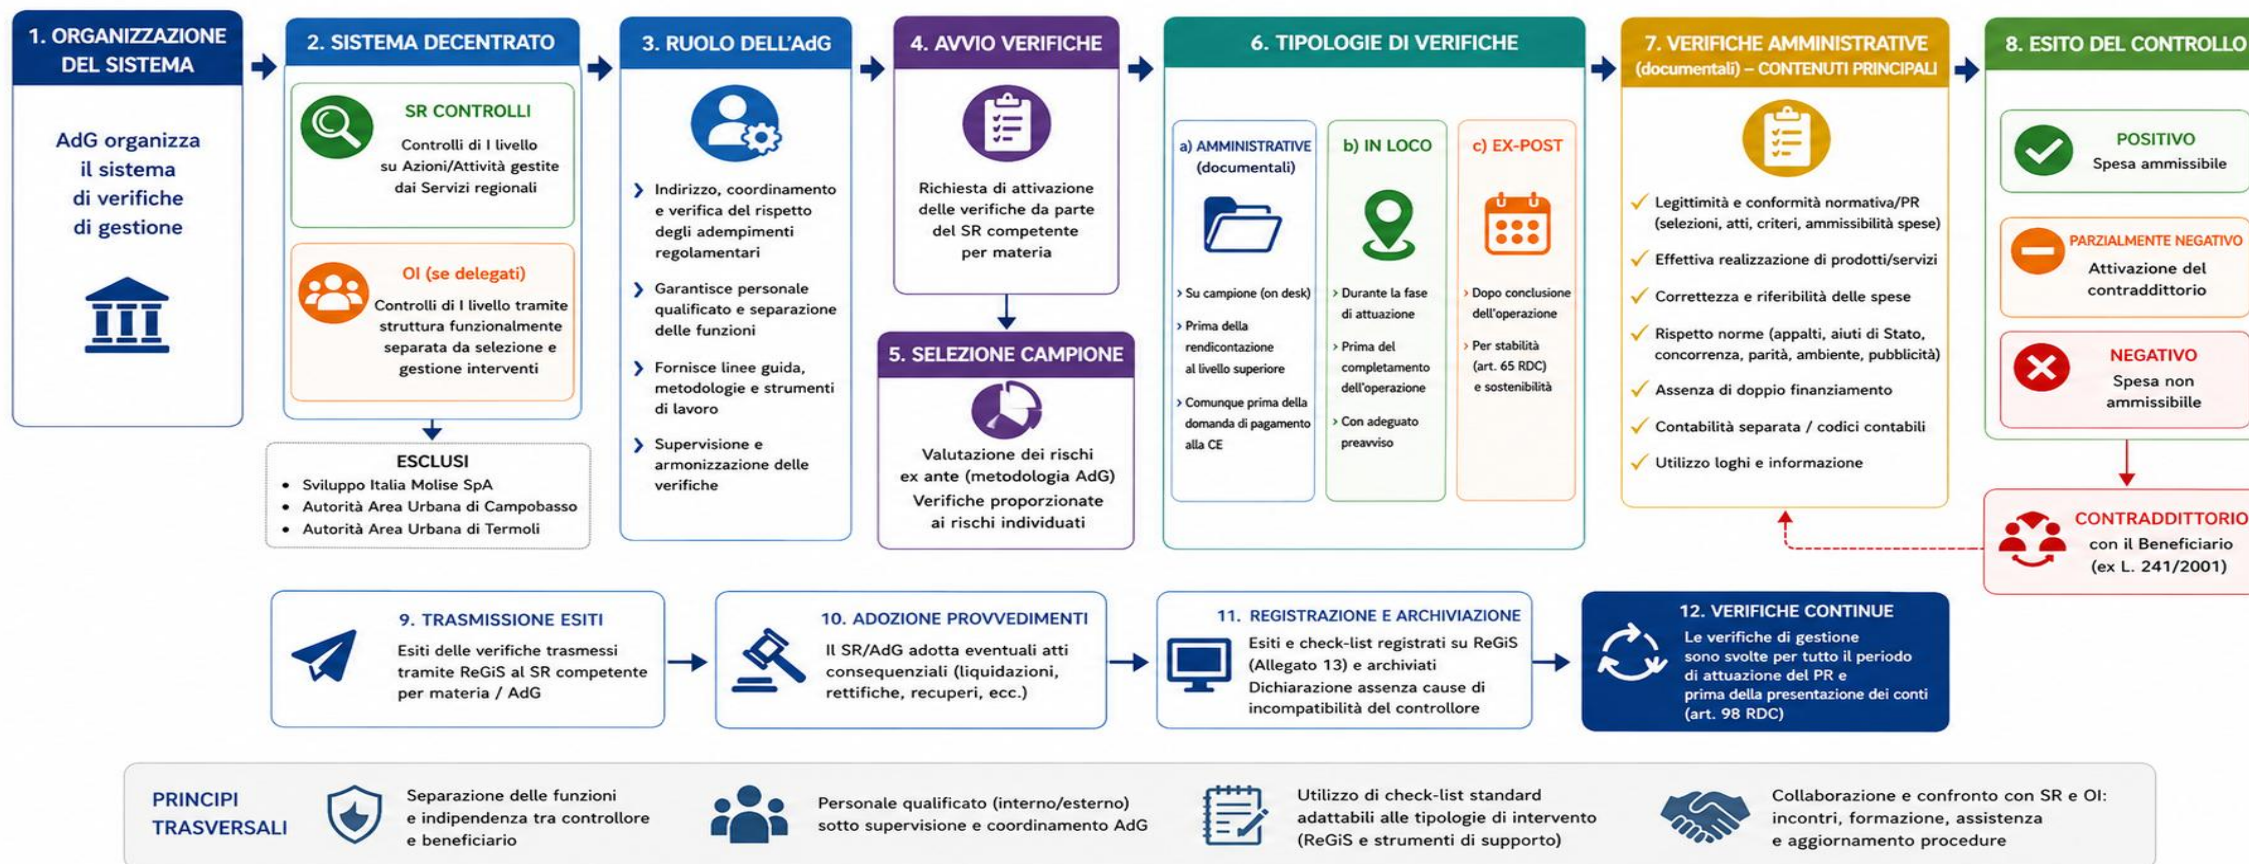 1. ORGANIZZAZIONE
DEL SISTEMA
AdG organizza
il sistema
di verifiche
di gestione
2. SISTEMA DECENTRATO
SR CONTROLLI
Controlli di I livello
su Azioni/Attività gestite
dai Servizi regionali
OI (se delegati)
Controlli di I livello tramite
struttura funzionalmente
separata da selezione e
gestione interventi
ESCLUSI
• Sviluppo Italia Molise SpA
• Autorità Area Urbana di Campobasso
• Autorità Area Urbana di Termoli
3. RUOLO DELL'AdG
Indirizzo, coordinamento
e verifica del rispetto
degli adempimenti
regolamentari
Garantisce personale
qualificato e separazione
delle funzioni
Fornisce linee guida,
metodologie e strumenti
di lavoro
Supervisione e
armonizzazione delle
verifiche
4. AVVIO VERIFICHE
Richiesta di attivazione
delle verifiche da parte
del SR competente
per materia
5. SELEZIONE CAMPIONE
Valutazione dei rischi
ex ante (metodologia AdG)
Verifiche proporzionate
ai rischi individuati
6. TIPOLOGIE DI VERIFICHE
a) AMMINISTRATIVE
(documentali)
› Su campione (on desk)
› Prima della
rendicontazione
al livello superiore
› Comunque prima della
domanda di pagamento
alla CE
b) IN LOCO
› Durante la fase
di attuazione
› Prima del
completamento
dell'operazione
› Con adeguato
preavviso
c) EX-POST
› Dopo conclusione
dell'operazione
› Per stabilità
(art. 65 RDC)
e sostenibilità
7. VERIFICHE AMMINISTRATIVE
(documentali) – CONTENUTI PRINCIPALI
Legittimità e conformità normativa/PR
(selezioni, atti, criteri, ammissibilità spese)
Effettiva realizzazione di prodotti/servizi
Correttezza e riferibilità delle spese
Rispetto norme (appalti, aiuti di Stato,
concorrenza, parità, ambiente, pubblicità)
Assenza di doppio finanziamento
Contabilità separata / codici contabili
Utilizzo loghi e informazione
8. ESITO DEL CONTROLLO
POSITIVO
Spesa ammissibile
PARZIALMENTE NEGATIVO
Attivazione del
contraddittorio
NEGATIVO
Spesa non
ammissibille
CONTRADDITTORIO
con il Beneficiario
(ex L. 241/2001)
9. TRASMISSIONE ESITI
Esiti delle verifiche trasmessi
tramite ReGiS al SR competente
per materia / AdG
10. ADOZIONE PROVVEDIMENTI
Il SR/AdG adotta eventuali atti
consequenziali (liquidazioni,
rettifiche, recuperi, ecc.)
11. REGISTRAZIONE E ARCHIVIAZIONE
Esiti e check-list registrati su ReGiS
(Allegato 13) e archiviati
Dichiarazione assenza cause di
incompatibilità del controllore
12. VERIFICHE CONTINUE
Le verifiche di gestione
sono svolte per tutto il periodo
di attuazione del PR e
prima della presentazione dei conti
(art. 98 RDC)
PRINCIPI
TRASVERSALI
Separazione delle funzioni
e indipendenza tra controllore
e beneficiario
Personale qualificato (interno/esterno)
sotto supervisione e coordinamento AdG
Utilizzo di check-list standard
adattabili alle tipologie di intervento
(ReGiS e strumenti di supporto)
Collaborazione e confronto con SR e OI:
incontri, formazione, assistenza
e aggiornamento procedure